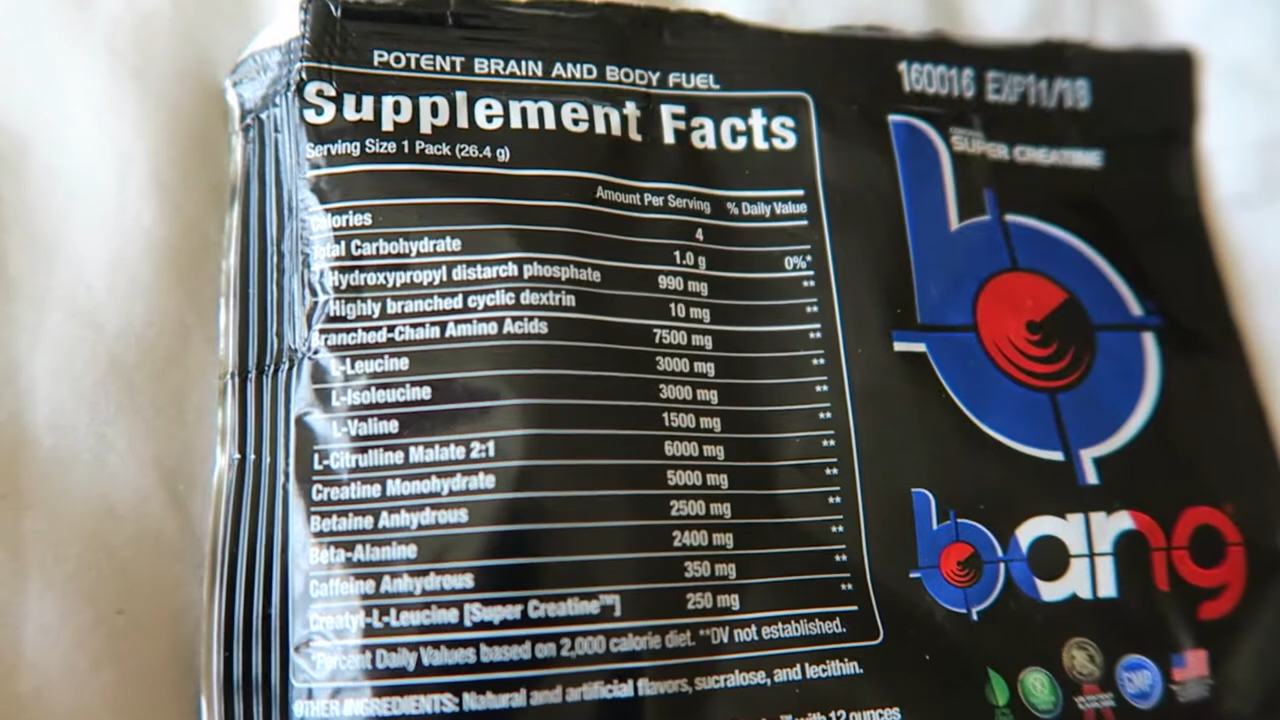 POTENT BRAIN AND BODY FUEL
Supplement Facts
Serving Size 1 Pack (26.4 g)
Amount Per Serving % Daily Value
Calories 4
Total Carbohydrate 1.0 g 0%*
Hydroxypropyl distarch phosphate 990 mg **
Highly branched cyclic dextrin 10 mg **
Branched-Chain Amino Acids 7500 mg **
L-Leucine 3000 mg **
L-Isoleucine 3000 mg **
L-Valine 1500 mg **
L-Citrulline Malate 2:1 6000 mg **
Creatine Monohydrate 5000 mg **
Betaine Anhydrous 2500 mg **
Beta-Alanine 2400 mg **
Caffeine Anhydrous 350 mg **
Creatyl-L-Leucine [Super Creatine™] 250 mg **
*Percent Daily Values based on 2,000 calorie diet. **DV not established.
OTHER INGREDIENTS: Natural and artificial flavors, sucralose, and lecithin.
with 12 ounces
160016 EXP11/18
SUPER CREATINE
bang
GMP